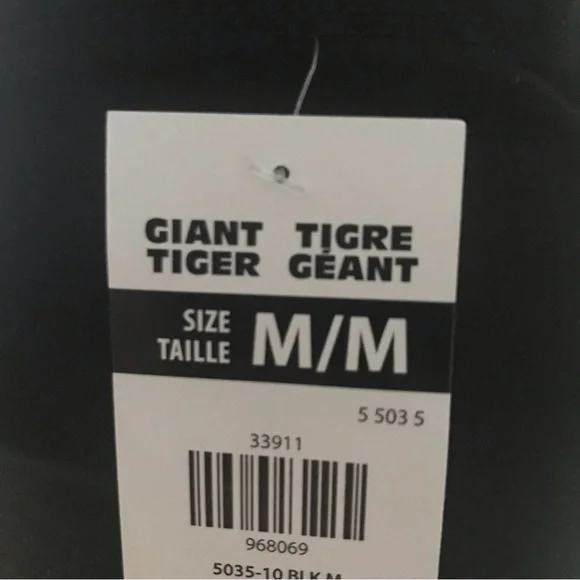 GIANT TIGRE
TIGER GÉANT
SIZE
TAILLE M/M
5 503 5
33911
968069
5035-10 BLK M